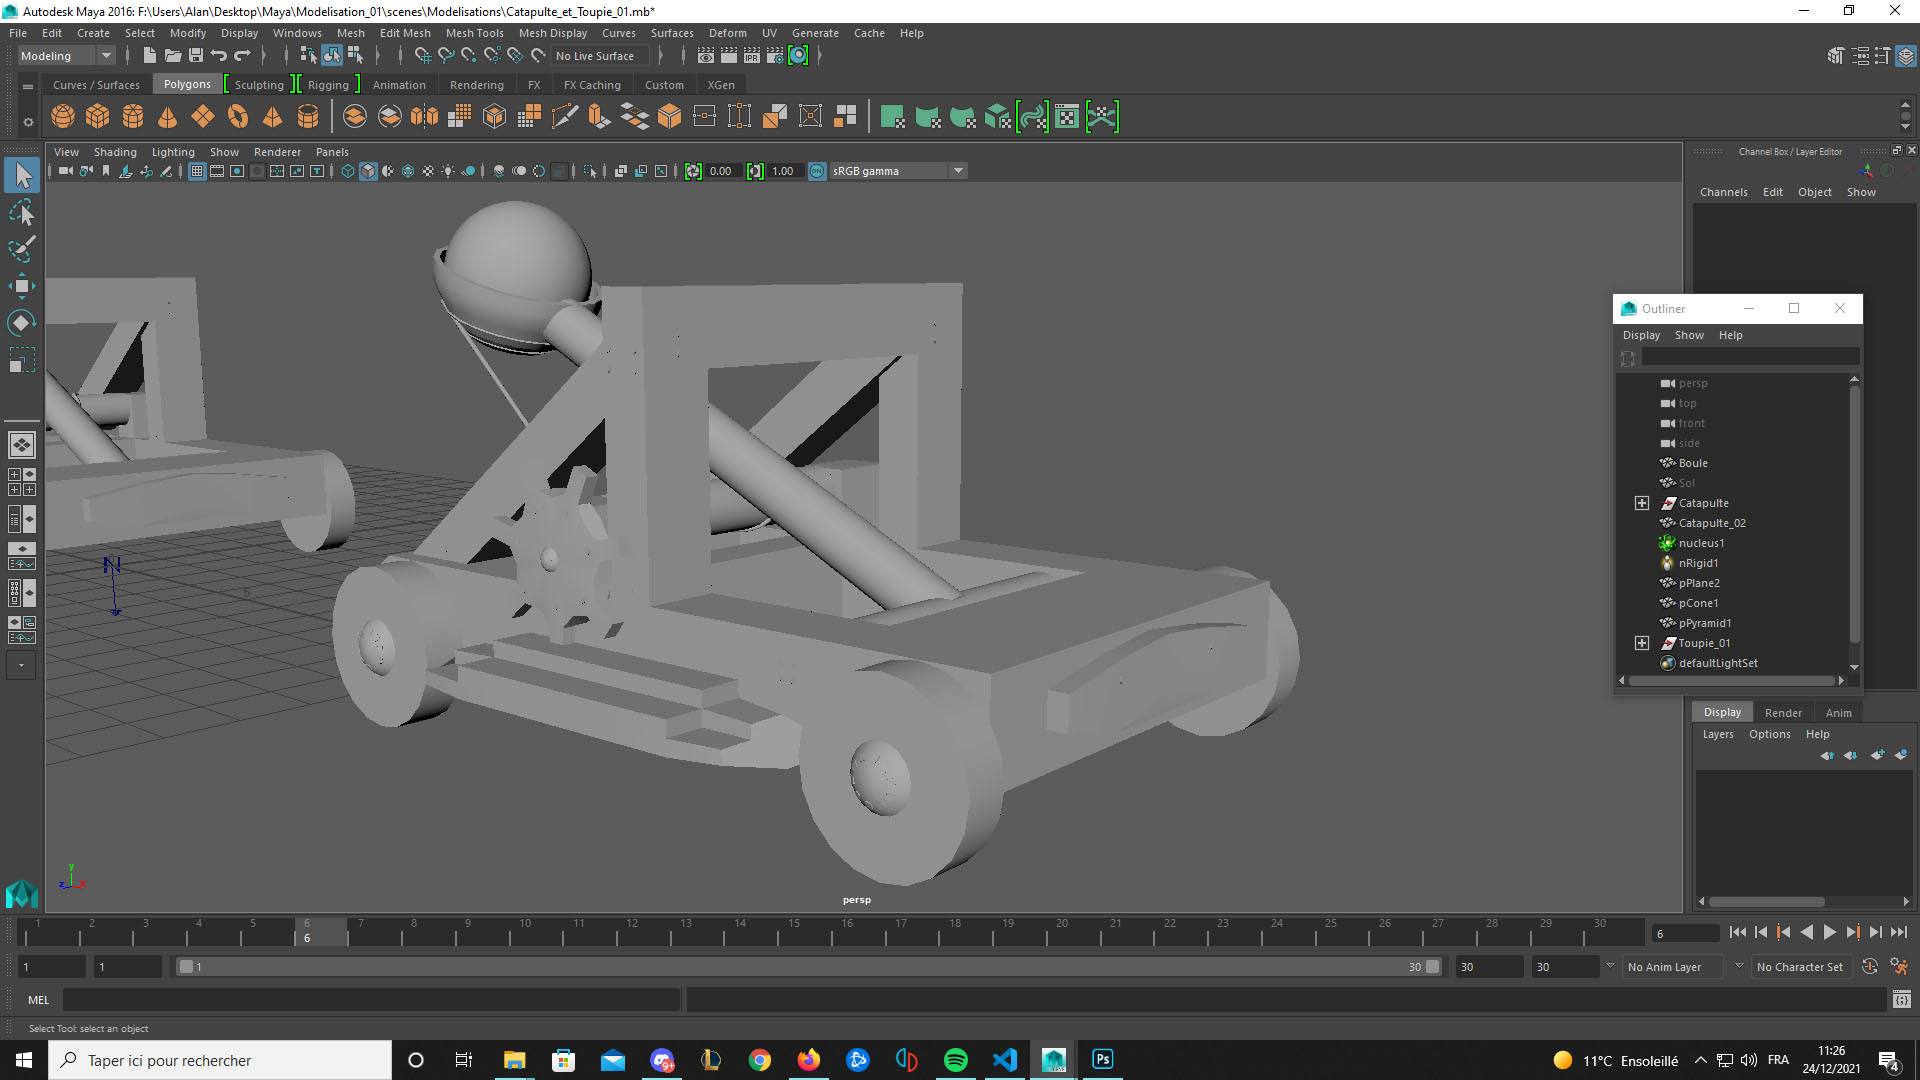 Autodesk Maya 2016: F:\Users\Alan\Desktop\Maya\Modelisation_01\scenes\Modelisations\Catapulte_et_Toupie_01.mb*
File Edit Create Select Modify Display Windows Mesh Edit Mesh Mesh Tools Mesh Display Curves Surfaces Deform UV Generate Cache Help
Modeling
No Live Surface
IPR
Curves / Surfaces Polygons Sculpting Rigging Animation Rendering FX FX Caching Custom XGen
View Shading Lighting Show Renderer Panels
0.00 1.00 ON sRGB gamma
Channel Box / Layer Editor
Channels Edit Object Show
Outliner
Display Show Help
persp
top
front
side
Boule
Sol
Catapulte
Catapulte_02
nucleus1
nRigid1
pPlane2
pCone1
pPyramid1
Toupie_01
defaultLightSet
N
5
y
z x
persp
Display Render Anim
Layers Options Help
1 2 3 4 5 6 7 8 9 10 11 12 13 14 15 16 17 18 19 20 21 22 23 24 25 26 27 28 29 30
6
6
1 1 1 30 30 30 No Anim Layer No Character Set
MEL
Select Tool: select an object
Taper ici pour rechercher
9+
Ps
11°C Ensoleillé
FRA
11:26
24/12/2021
4